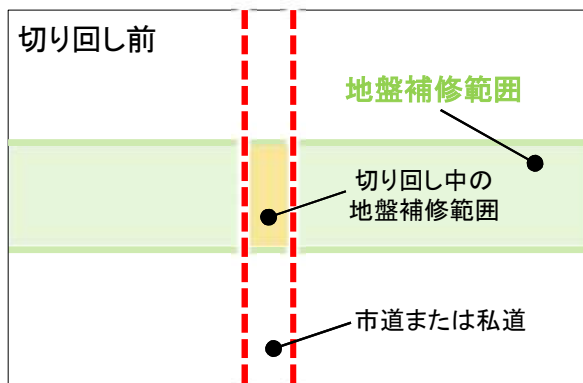 切り回し前
地盤補修範囲
切り回し中の
地盤補修範囲
市道または私道